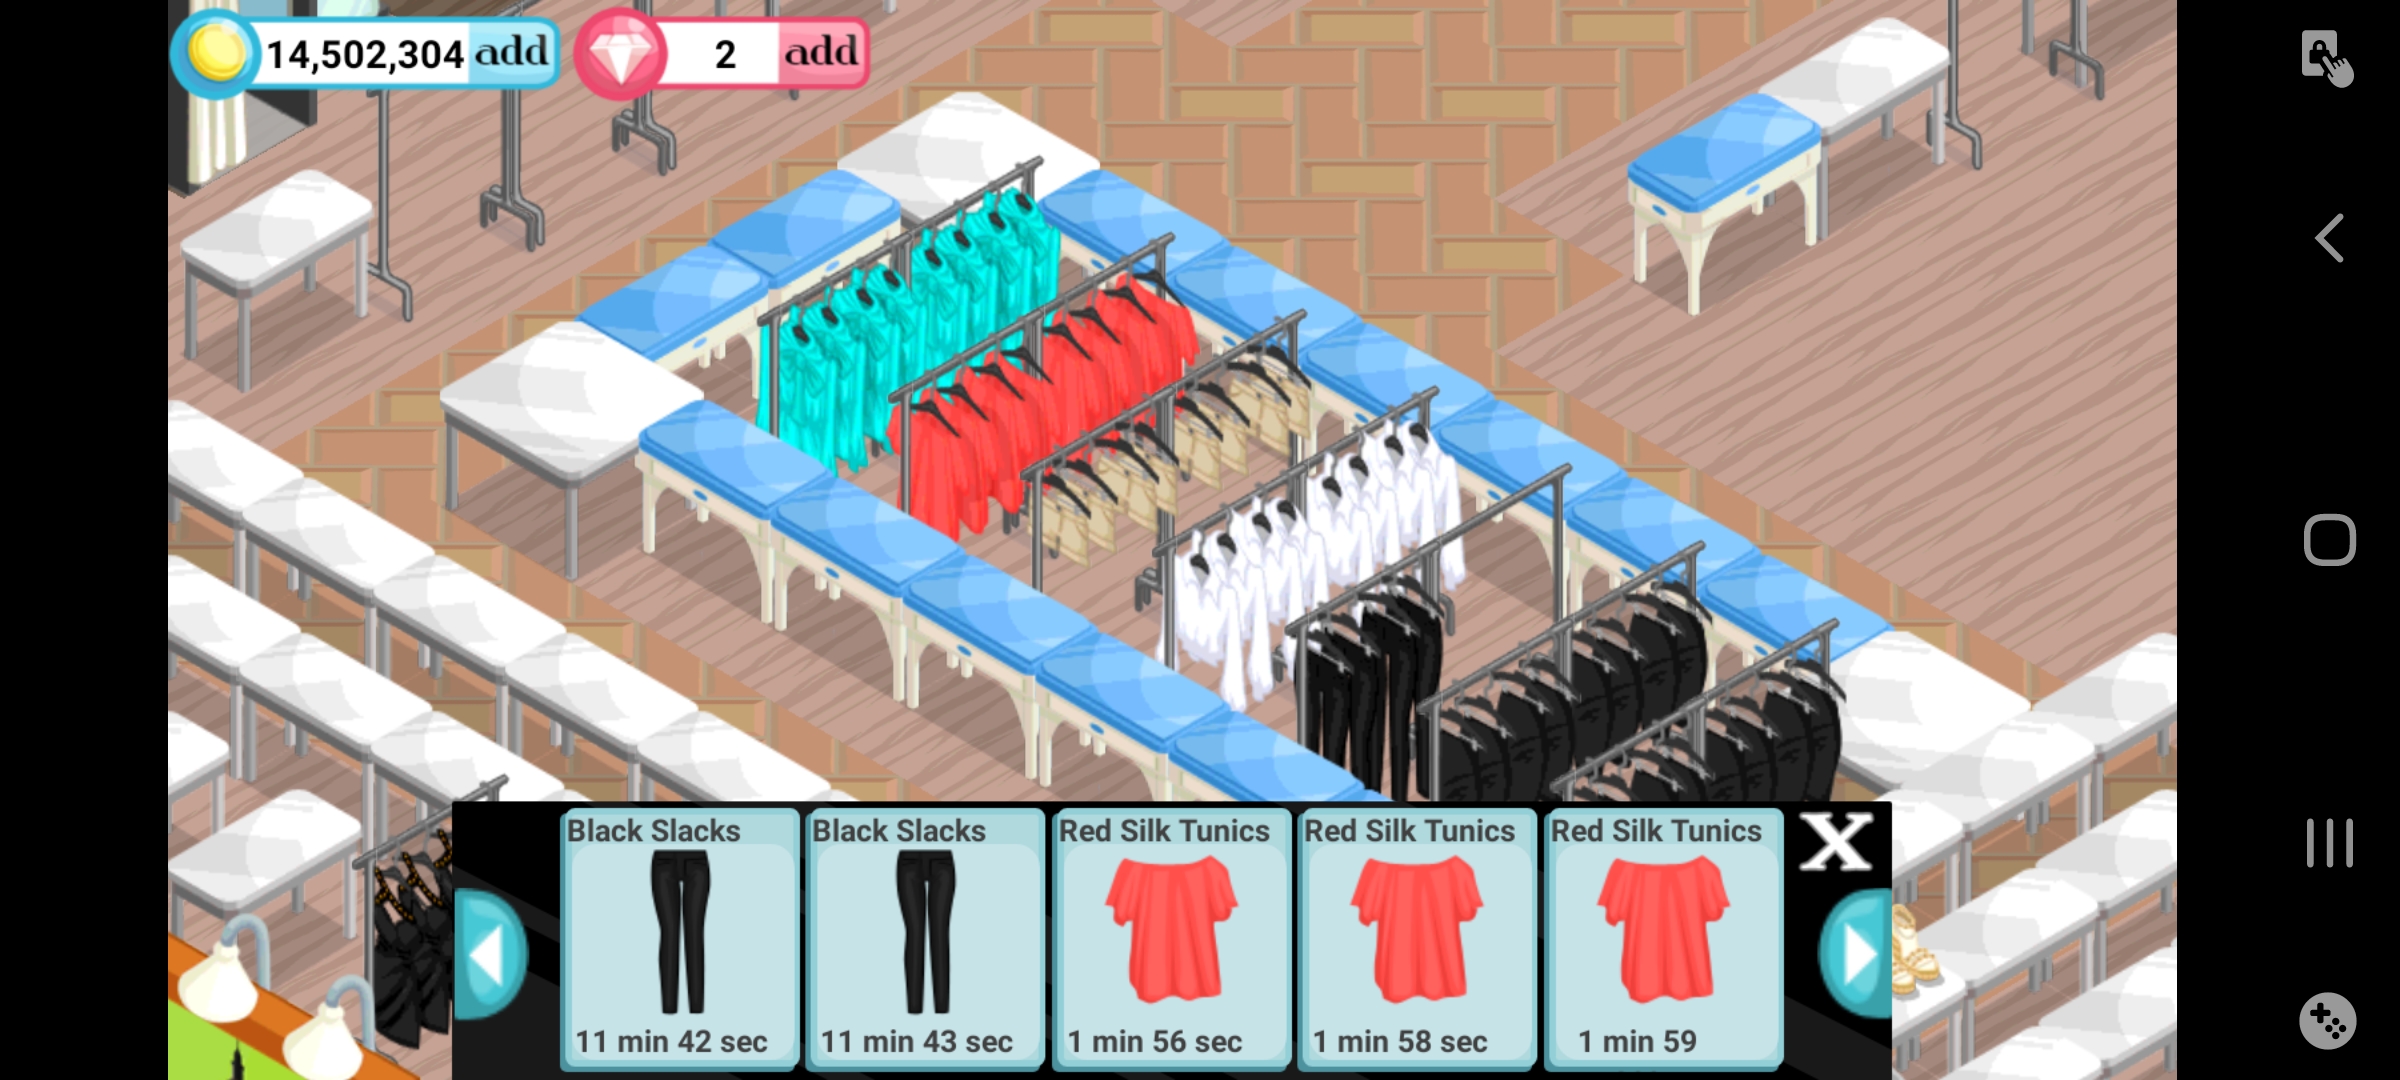 14,502,304 add
2 add
Black Slacks
11 min 42 sec
Black Slacks
11 min 43 sec
Red Silk Tunics
1 min 56 sec
Red Silk Tunics
1 min 58 sec
Red Silk Tunics
1 min 59
X